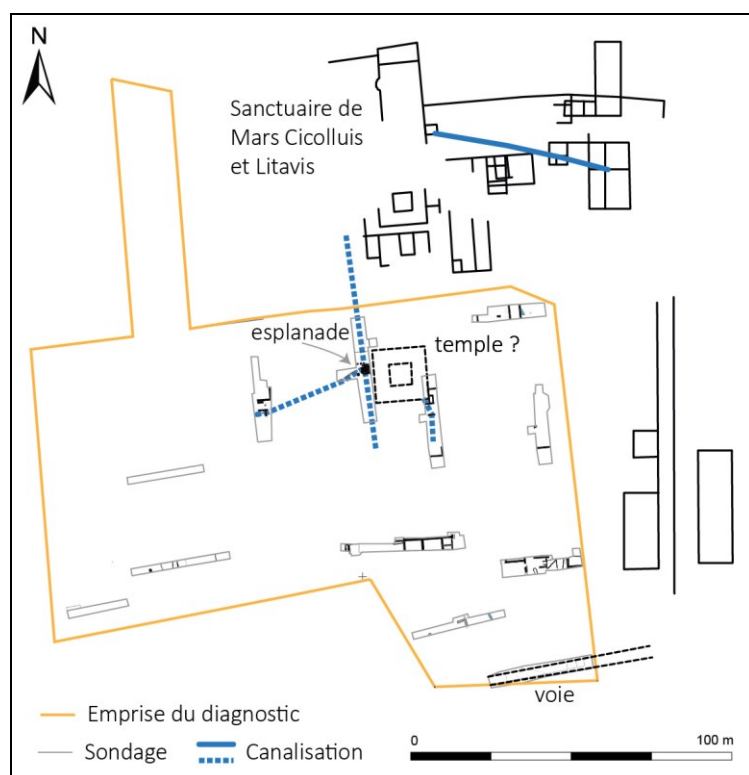 N
Sanctuaire de
Mars Cicolluis
et Litavis
esplanade
temple ?
voie
Emprise du diagnostic
Sondage
Canalisation
0
100 m